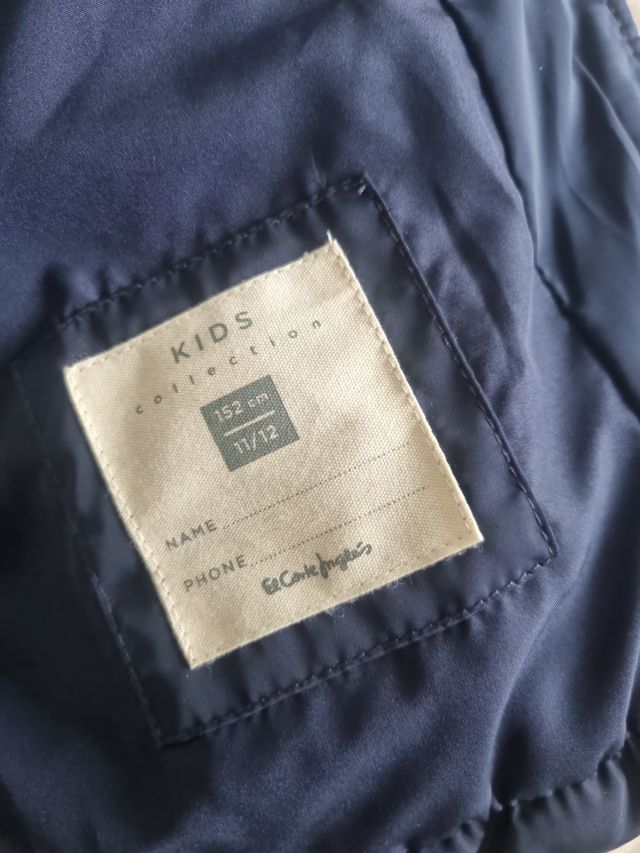 KIDS
collection
152 cm
11/12
NAME
PHONE
El Corte Inglés